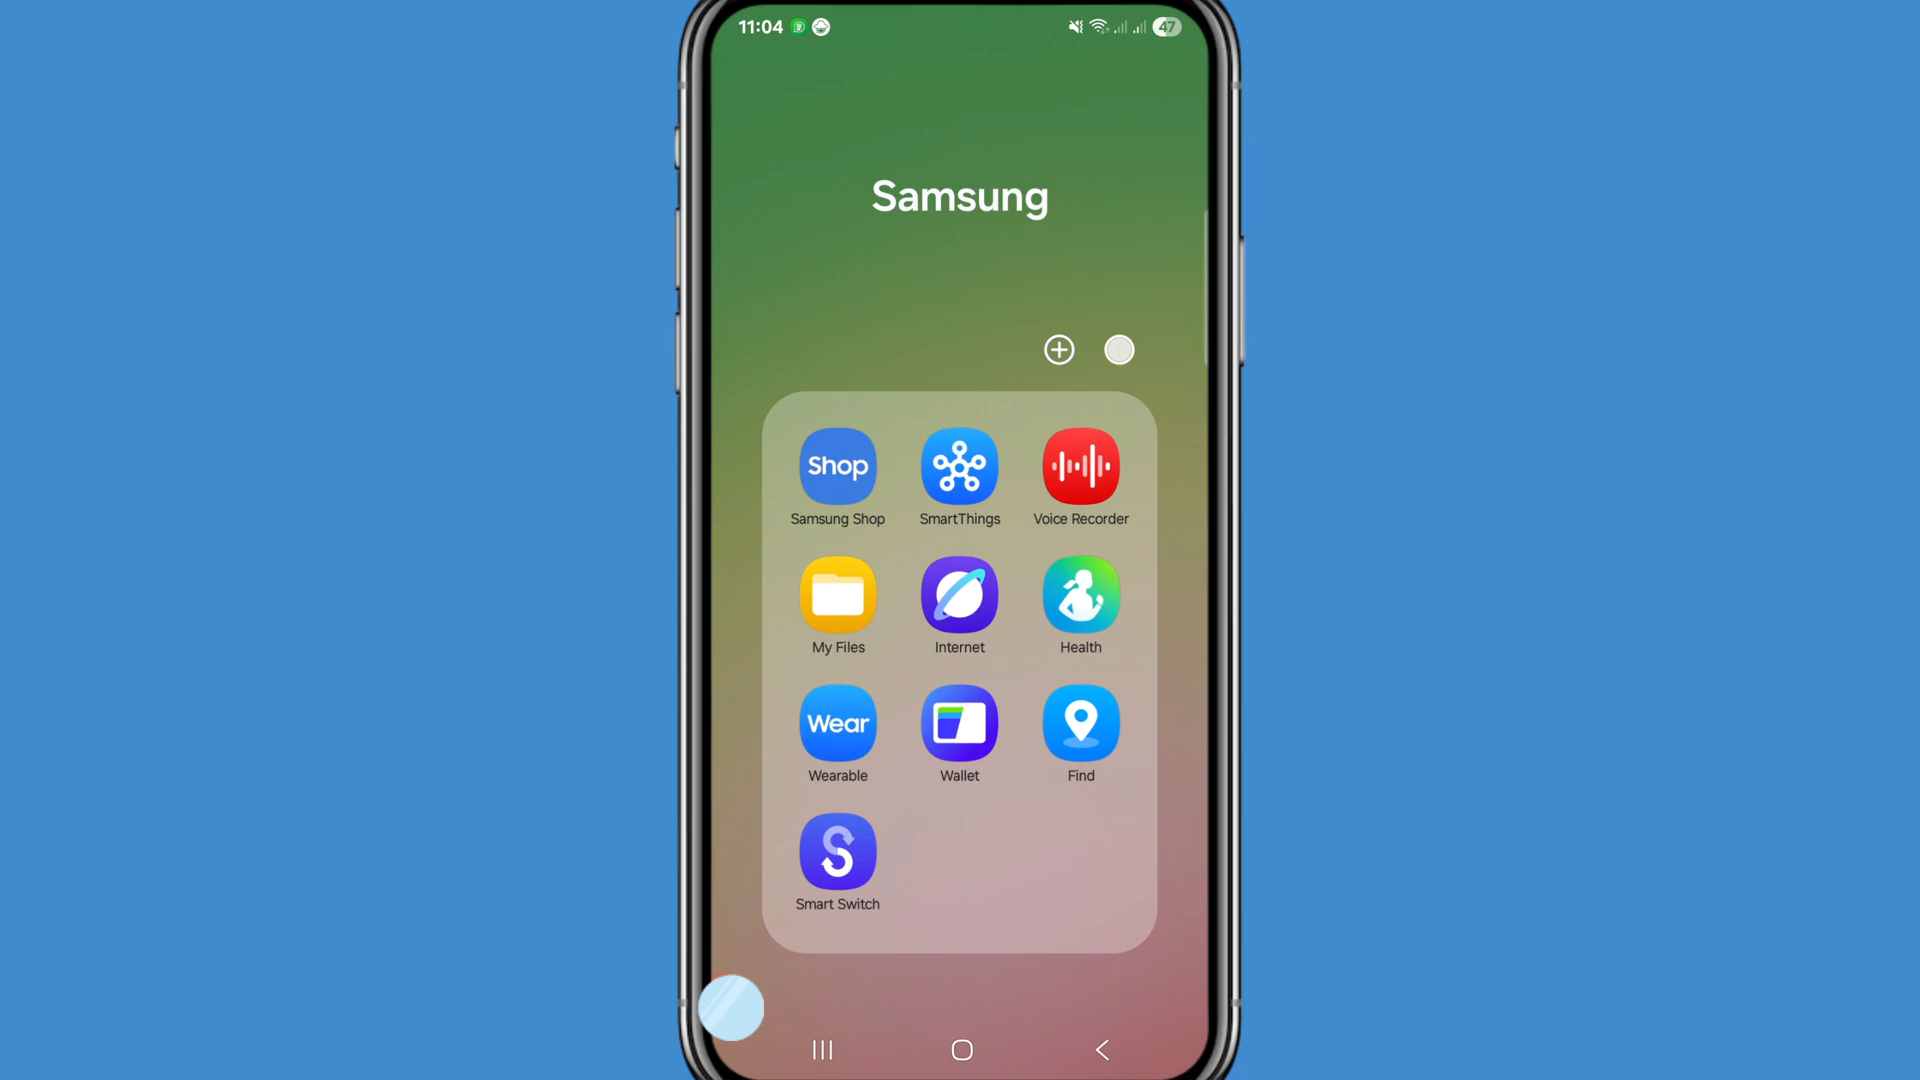 11:04
47
Samsung
Shop
Samsung Shop
SmartThings
Voice Recorder
My Files
Internet
Health
Wear
Wearable
Wallet
Find
Smart Switch